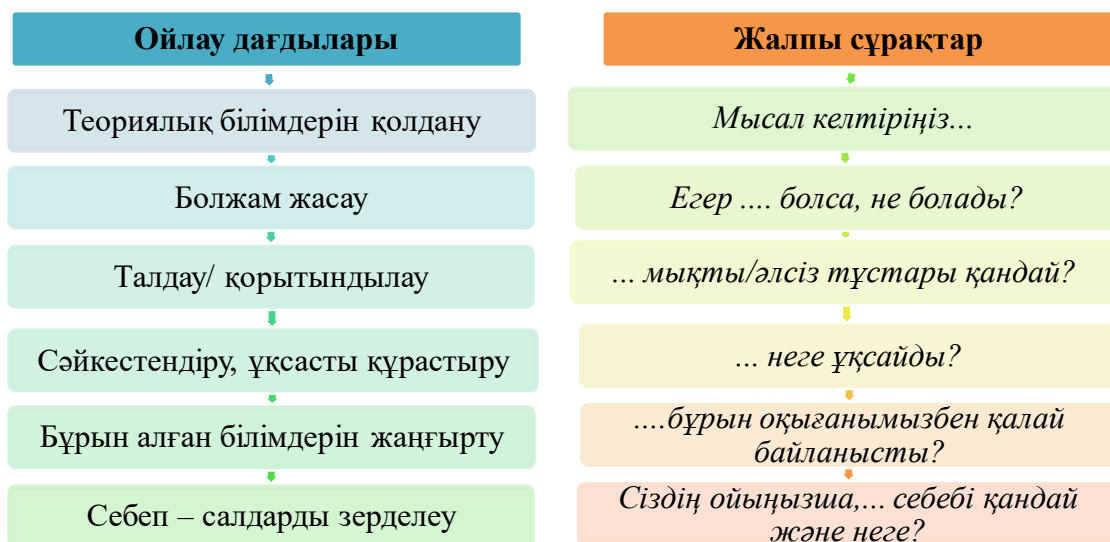 Ойлау дағдылары
Теориялық білімдерін қолдану
Болжам жасау
Талдау/ қорытындылау
Сәйкестендіру, ұқсасты құрастыру
Бұрын алған білімдерін жаңғырту
Себеп – салдарды зерделеу
Жалпы сұрақтар
Мысал келтіріңіз...
Егер .... болса, не болады?
... мықты/әлсіз тұстары қандай?
... неге ұқсайды?
....бұрын оқығанымызбен қалай
байланысты?
Сіздің ойыңызша,... себебі қандай
және неге?